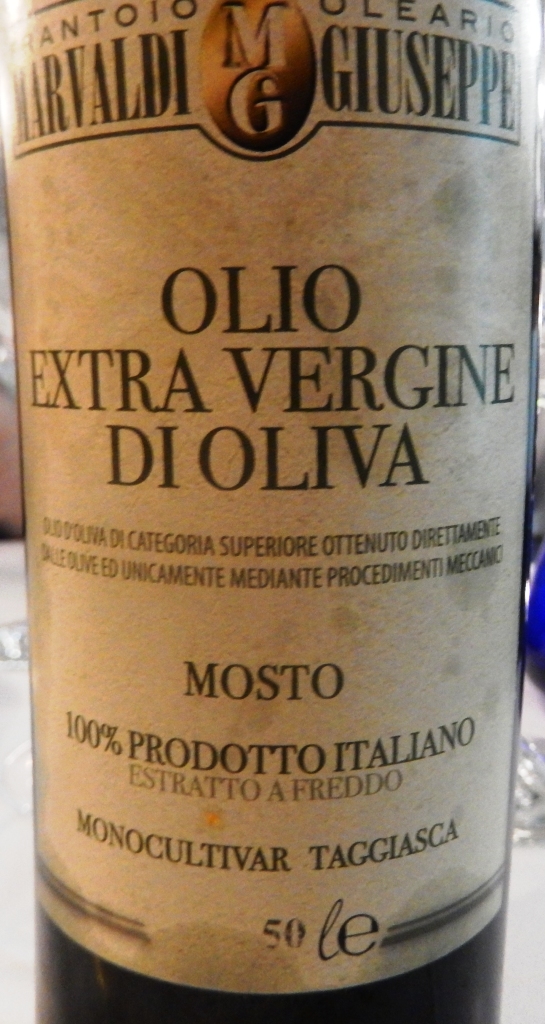 FRANTOIO OLEARIO
MARVALDI MG GIUSEPPE
OLIO
EXTRA VERGINE
DI OLIVA
OLIO D'OLIVA DI CATEGORIA SUPERIORE OTTENUTO DIRETTAMENTE
DALLE OLIVE ED UNICAMENTE MEDIANTE PROCEDIMENTI MECCANICI
MOSTO
100% PRODOTTO ITALIANO
ESTRATTO A FREDDO
MONOCULTIVAR TAGGIASCA
50 le